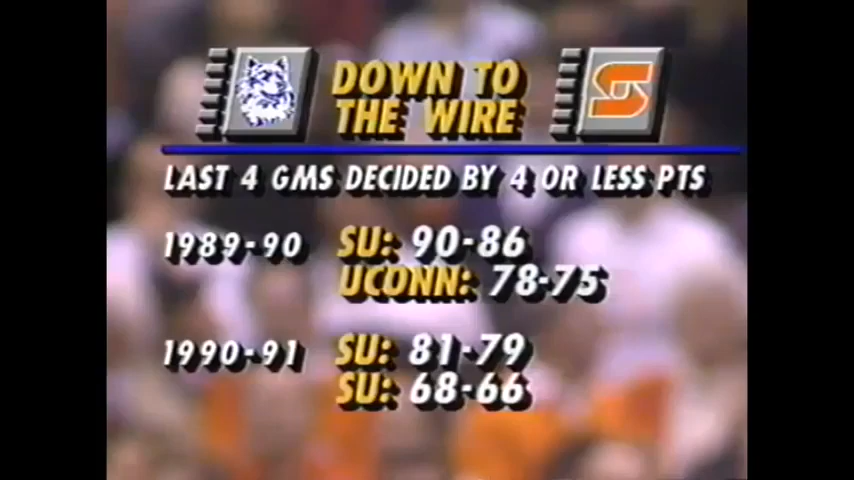 DOWN TO
THE WIRE
LAST 4 GMS DECIDED BY 4 OR LESS PTS
1989-90 SU: 90-86
UCONN: 78-75
1990-91 SU: 81-79
SU: 68-66